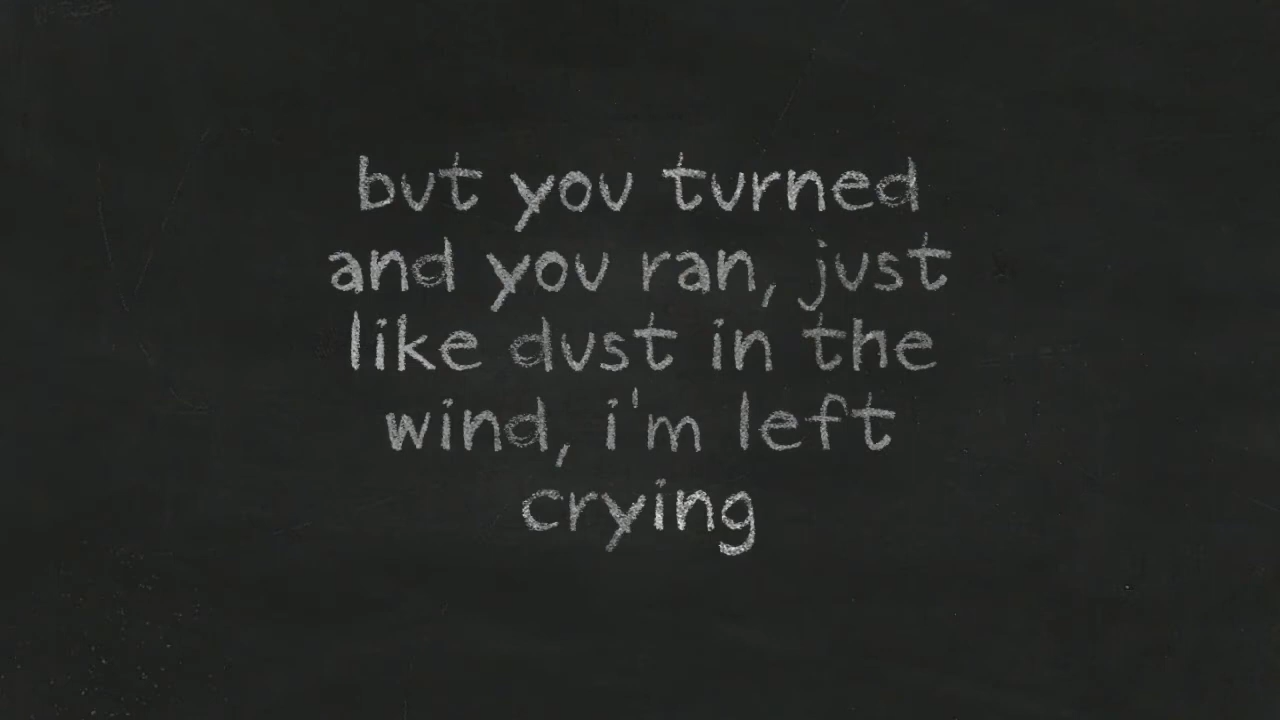 but you turned
and you ran, just
like dust in the
wind, i'm left
crying